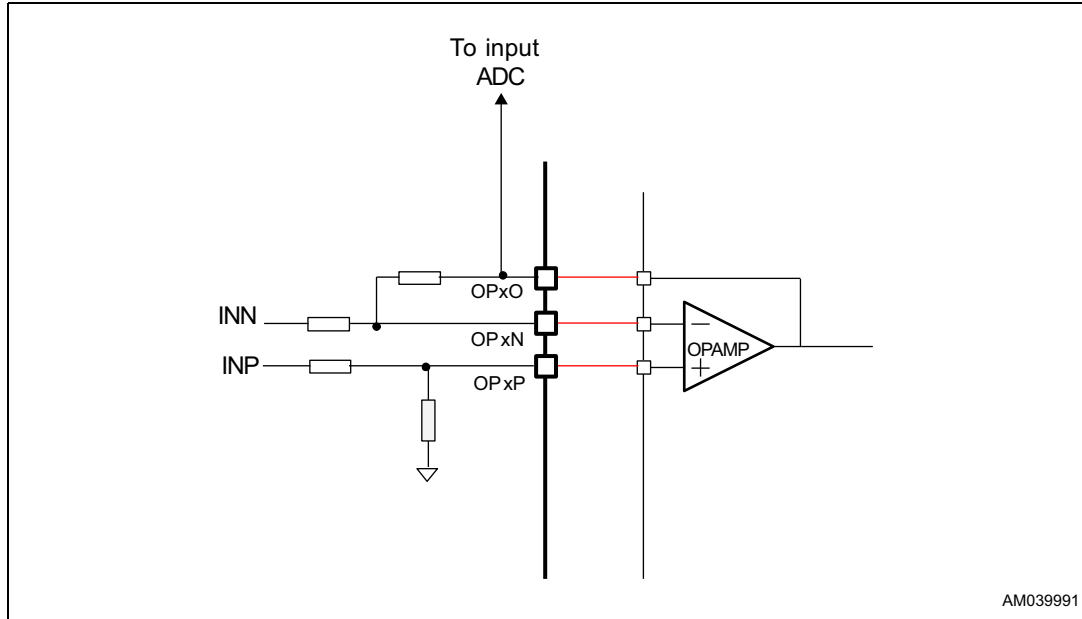 To input
ADC
OPxO
INN
OPxN
OPAMP
INP
OPxP
−
+
AM039991